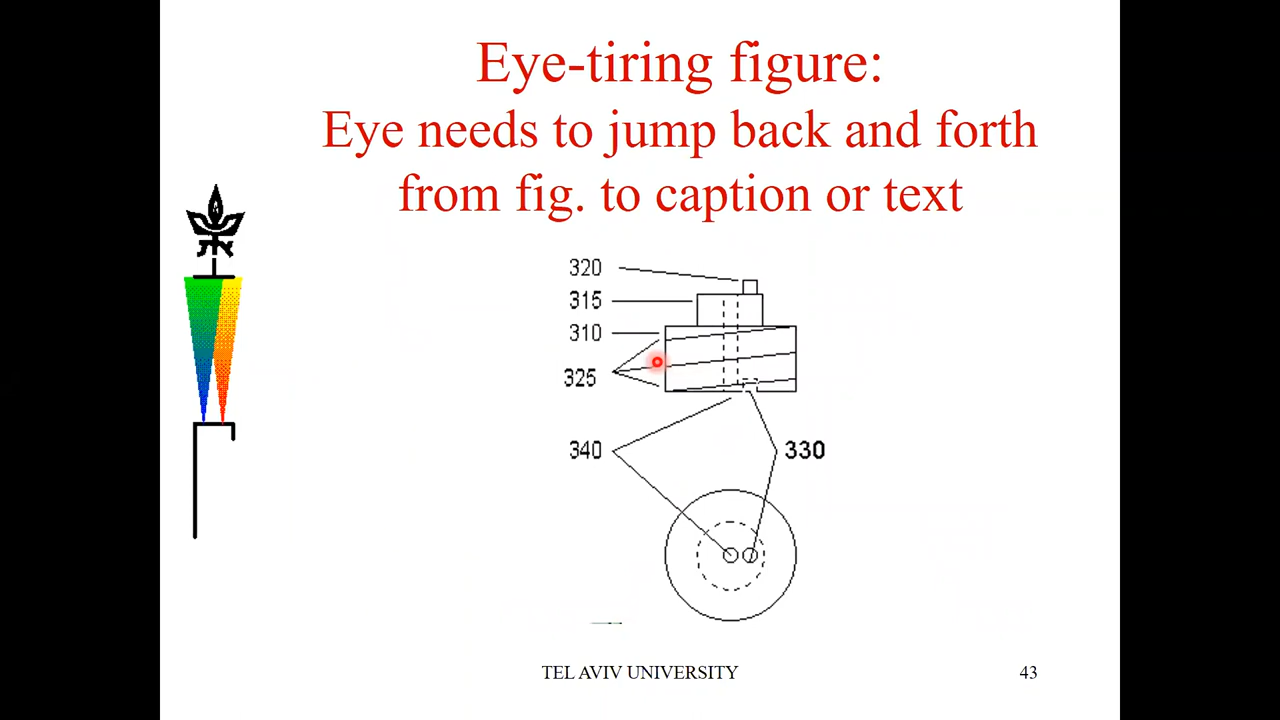 Eye-tiring figure:
Eye needs to jump back and forth
from fig. to caption or text
320
315
310
325
340
330
TEL AVIV UNIVERSITY
43